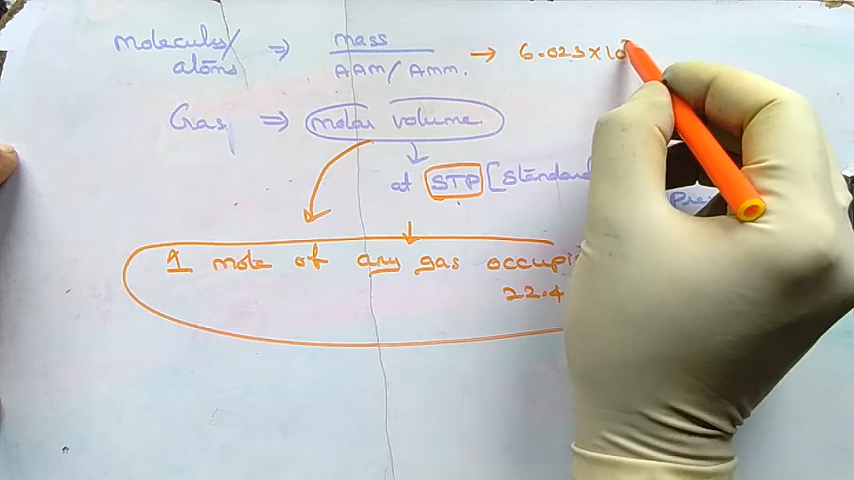 molecules/ ⇒ mass → 6.023×10
atoms AAM/AMM.
Gas ⇒ molar volume
at STP [Standard
1 mole of any gas occupi
22.4